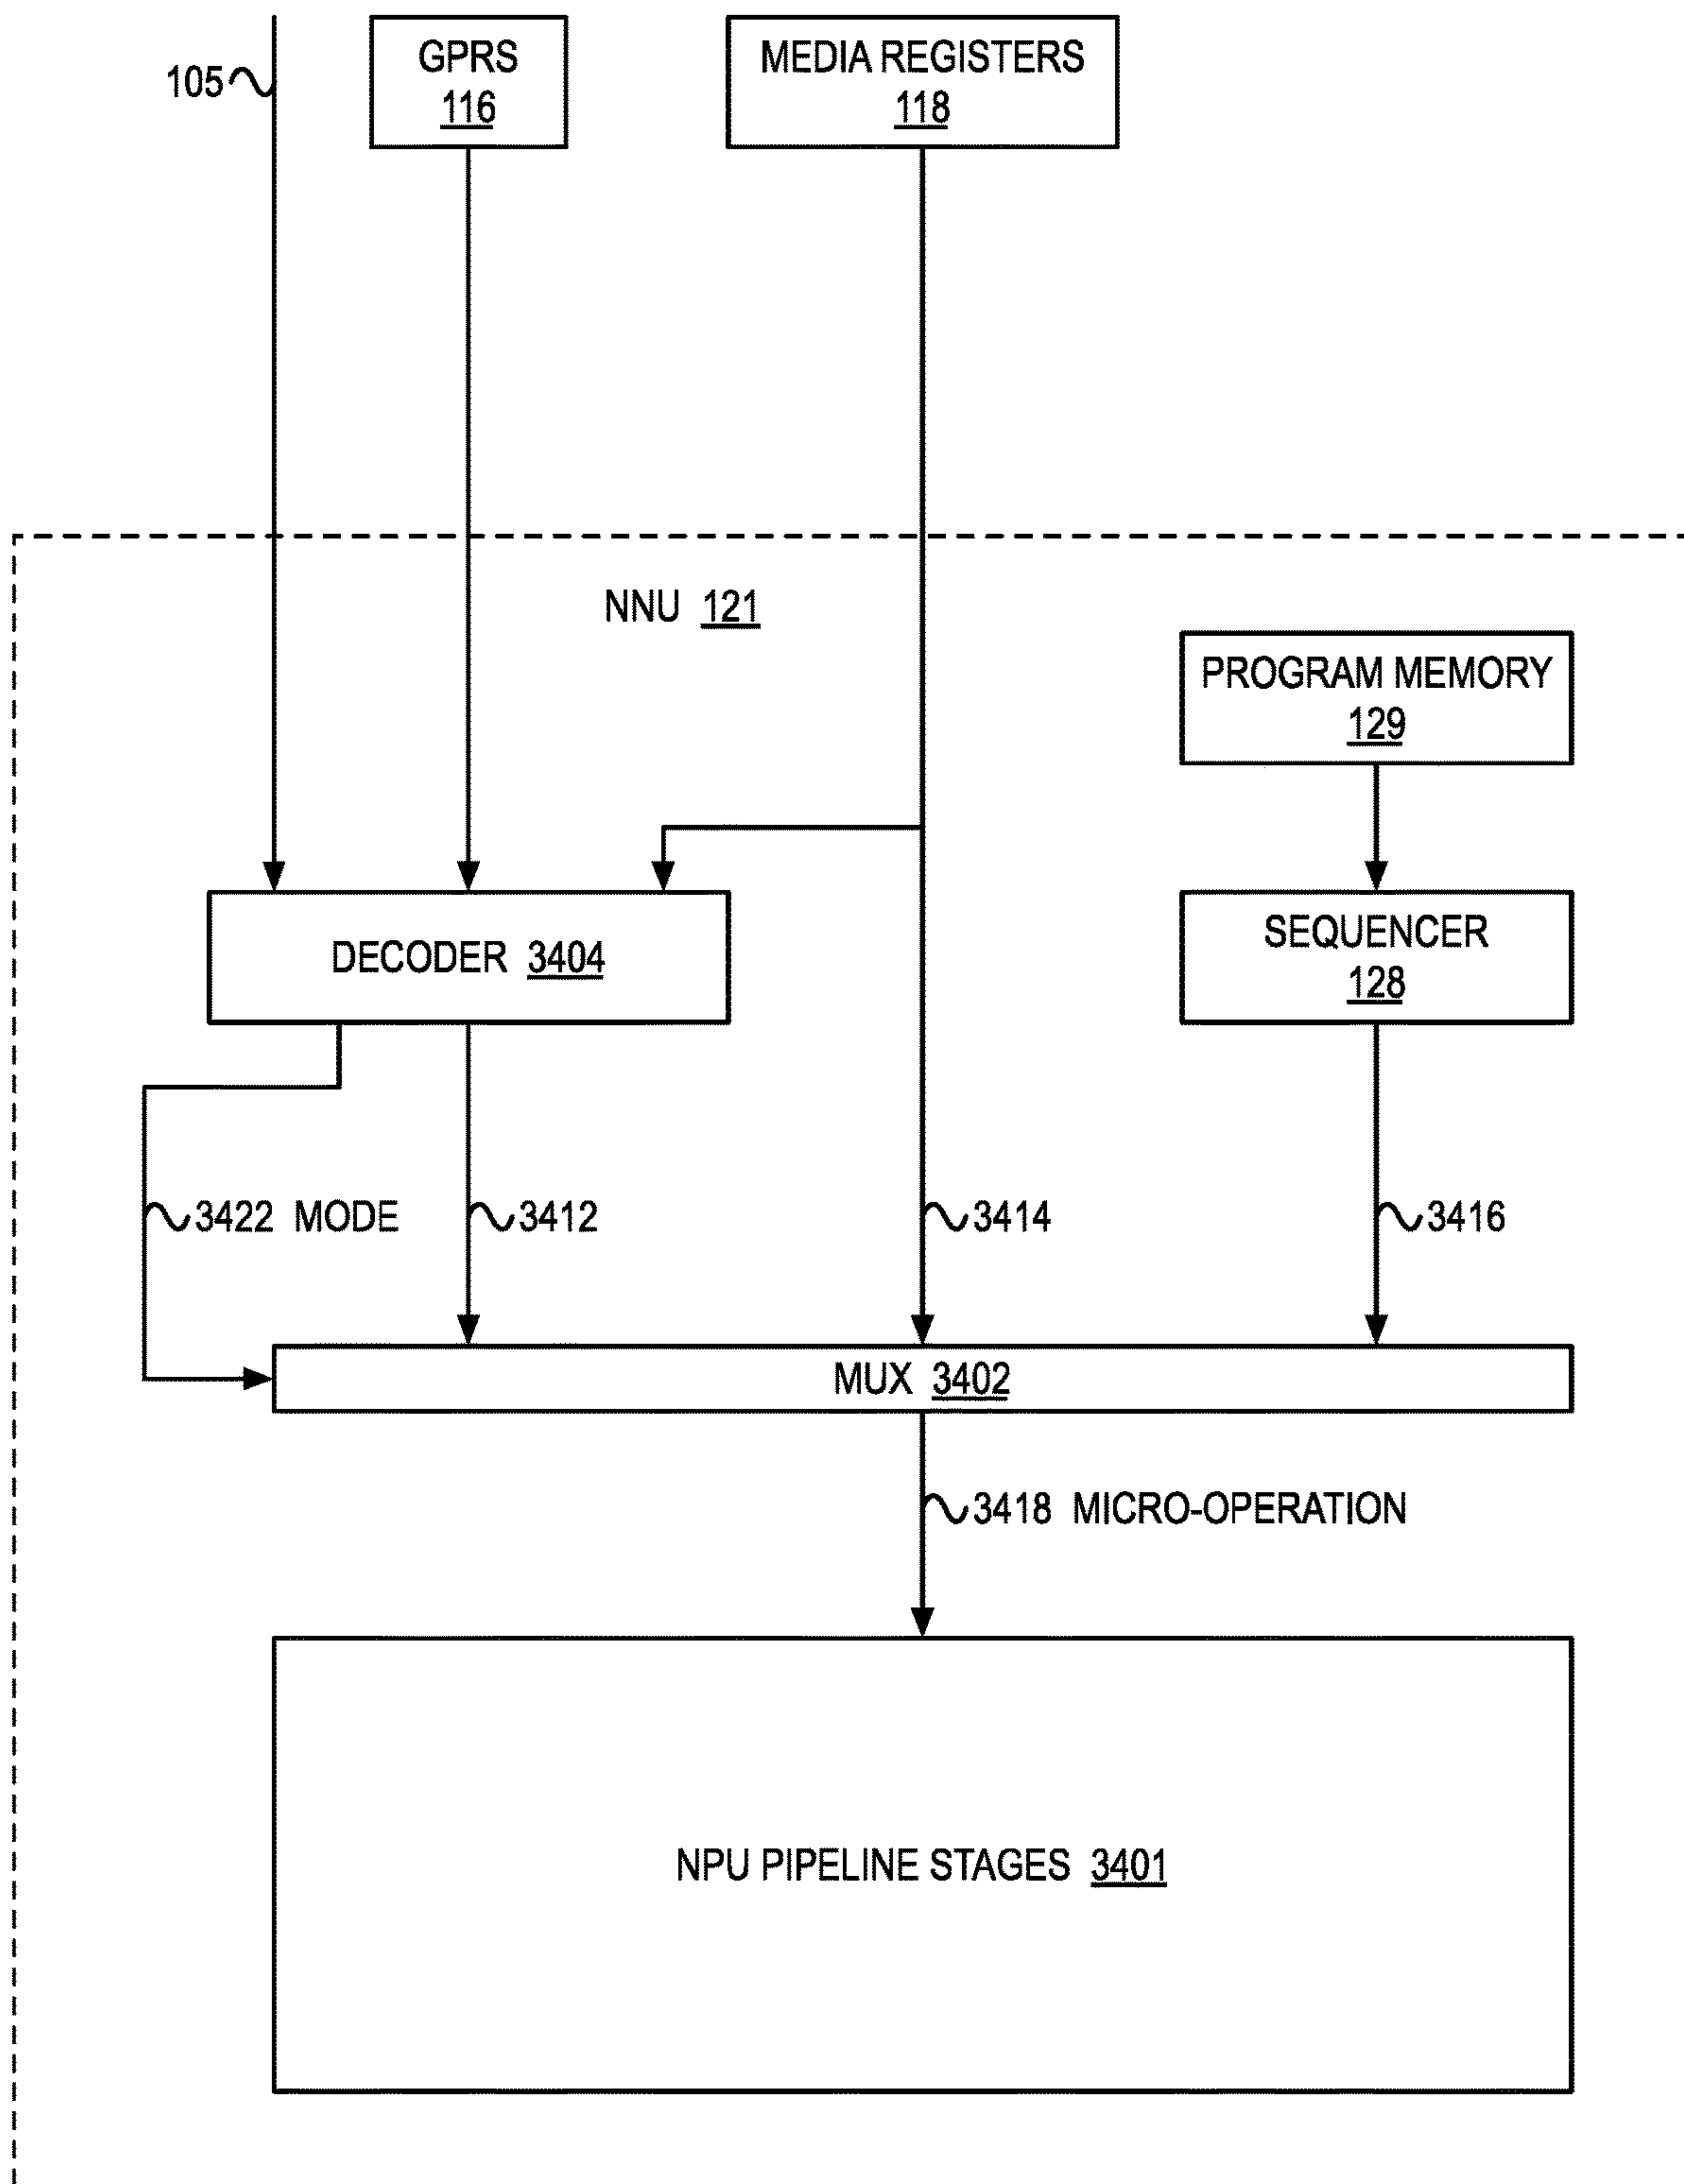 GPRS
116
MEDIA REGISTERS
118
105
NNU 121
PROGRAM MEMORY
129
DECODER 3404
SEQUENCER
128
3422 MODE
3412
3414
3416
MUX 3402
3418 MICRO-OPERATION
NPU PIPELINE STAGES 3401